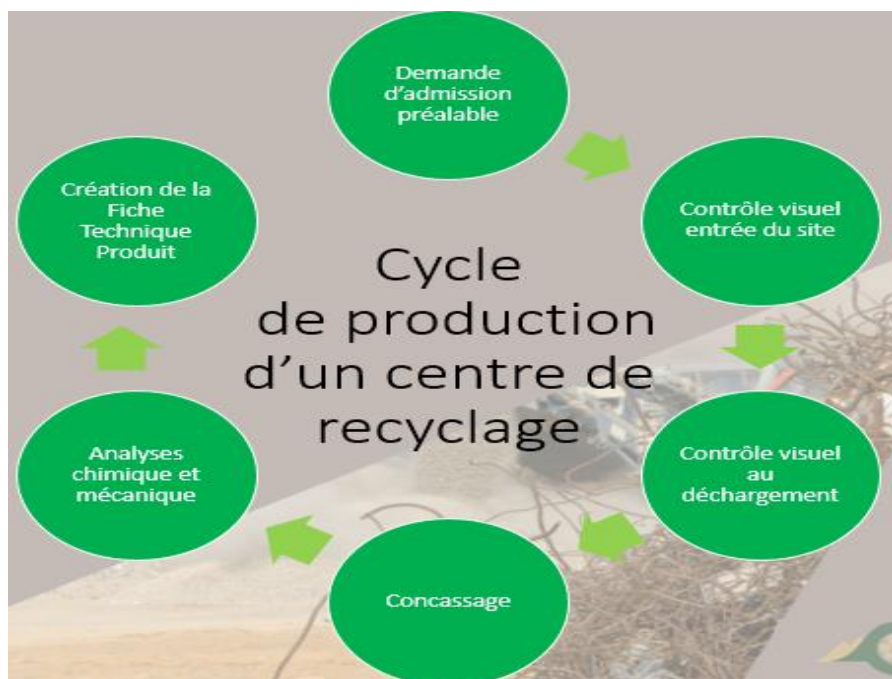 Demande
d'admission
préalable
Contrôle visuel
entrée du site
Contrôle visuel
au
déchargement
Concassage
Analyses
chimique et
mécanique
Création de la
Fiche
Technique
Produit
Cycle
de production
d'un centre de
recyclage